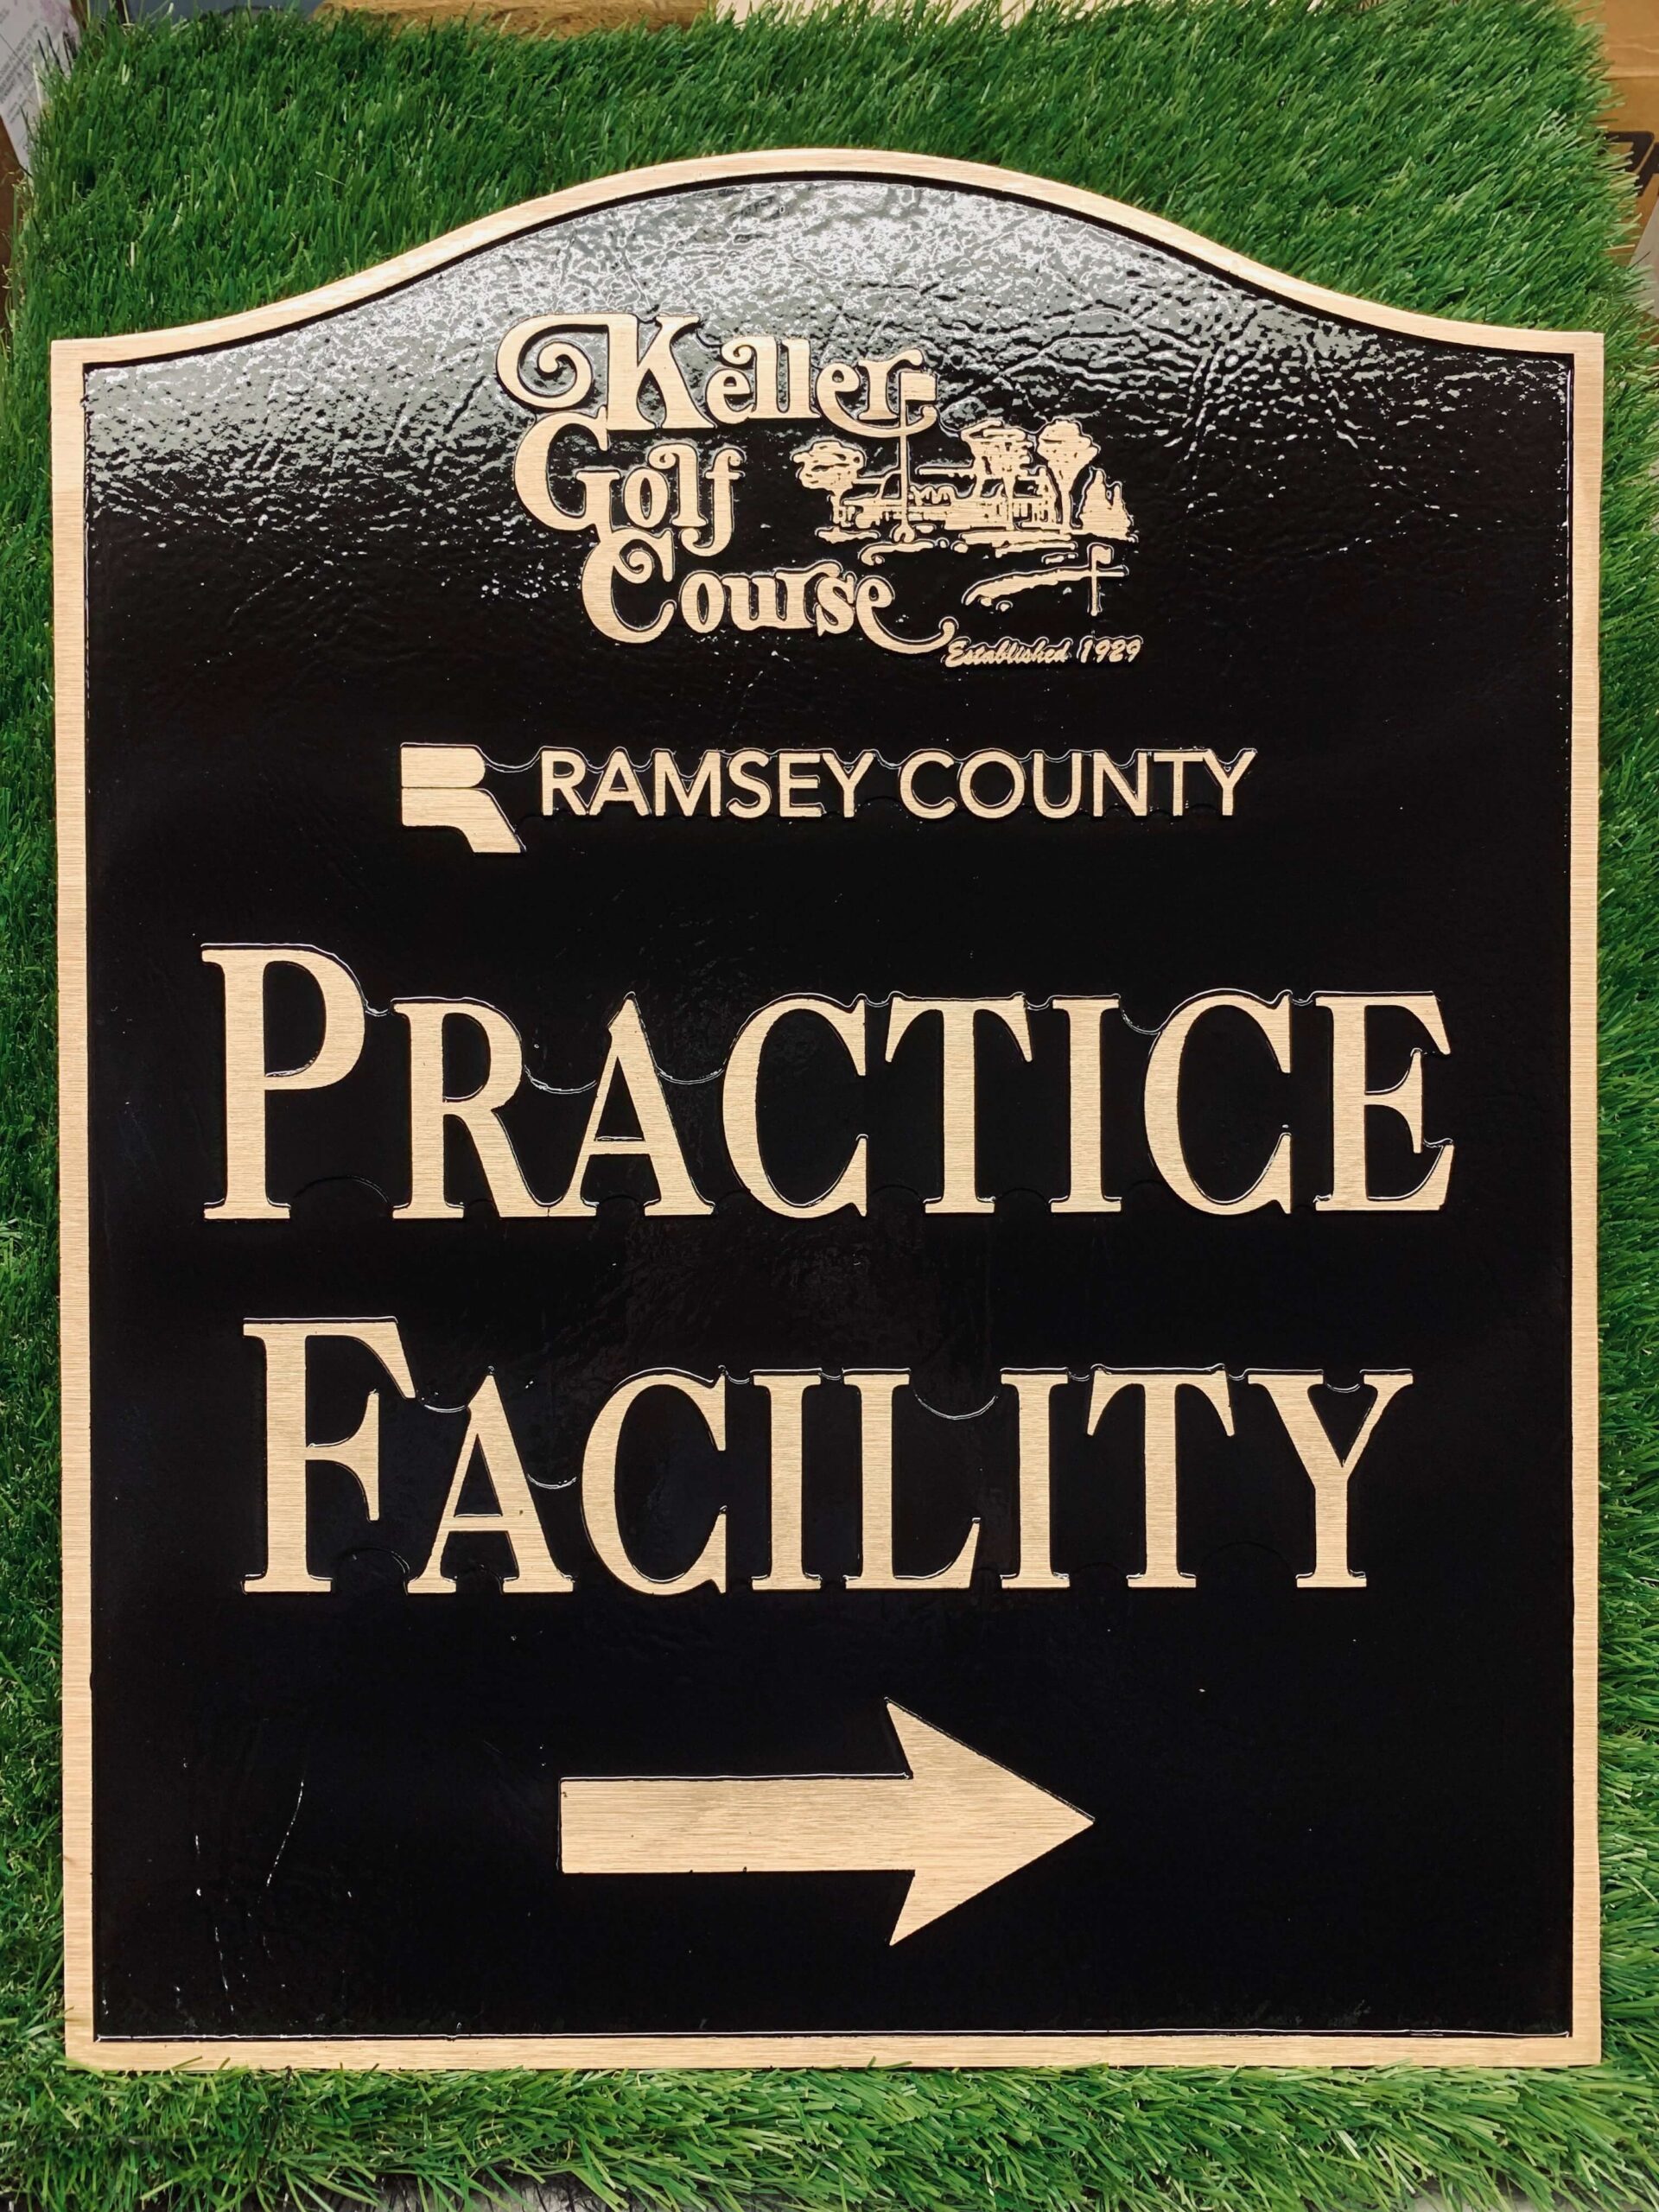 Keller
Golf
Course
Established 1929
RAMSEY COUNTY
PRACTICE
FACILITY